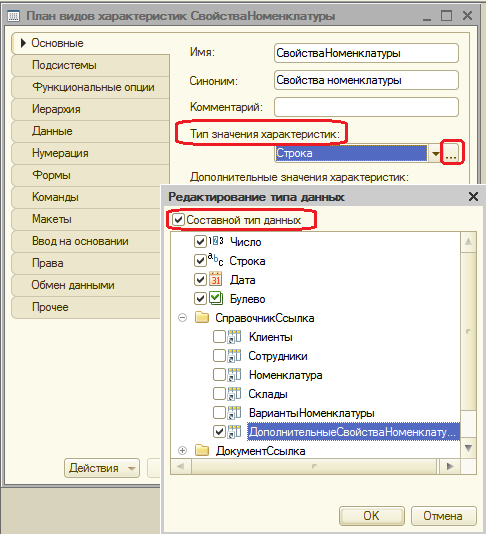 План видов характеристик СвойстваНоменклатуры
Основные
Подсистемы
Функциональные опции
Иерархия
Данные
Нумерация
Формы
Команды
Макеты
Ввод на основании
Права
Обмен данными
Прочее
Имя: СвойстваНоменклатуры
Синоним: Свойства номенклатуры
Комментарий:
Тип значения характеристик:
Строка ...
Дополнительные значения характеристик:
Действия
Редактирование типа данных
Составной тип данных
Число
Строка
Дата
Булево
СправочникСсылка
Клиенты
Сотрудники
Номенклатура
Склады
ВариантыНоменклатуры
ДополнительныеСвойстваНоменклату...
ДокументСсылка
OK Отмена